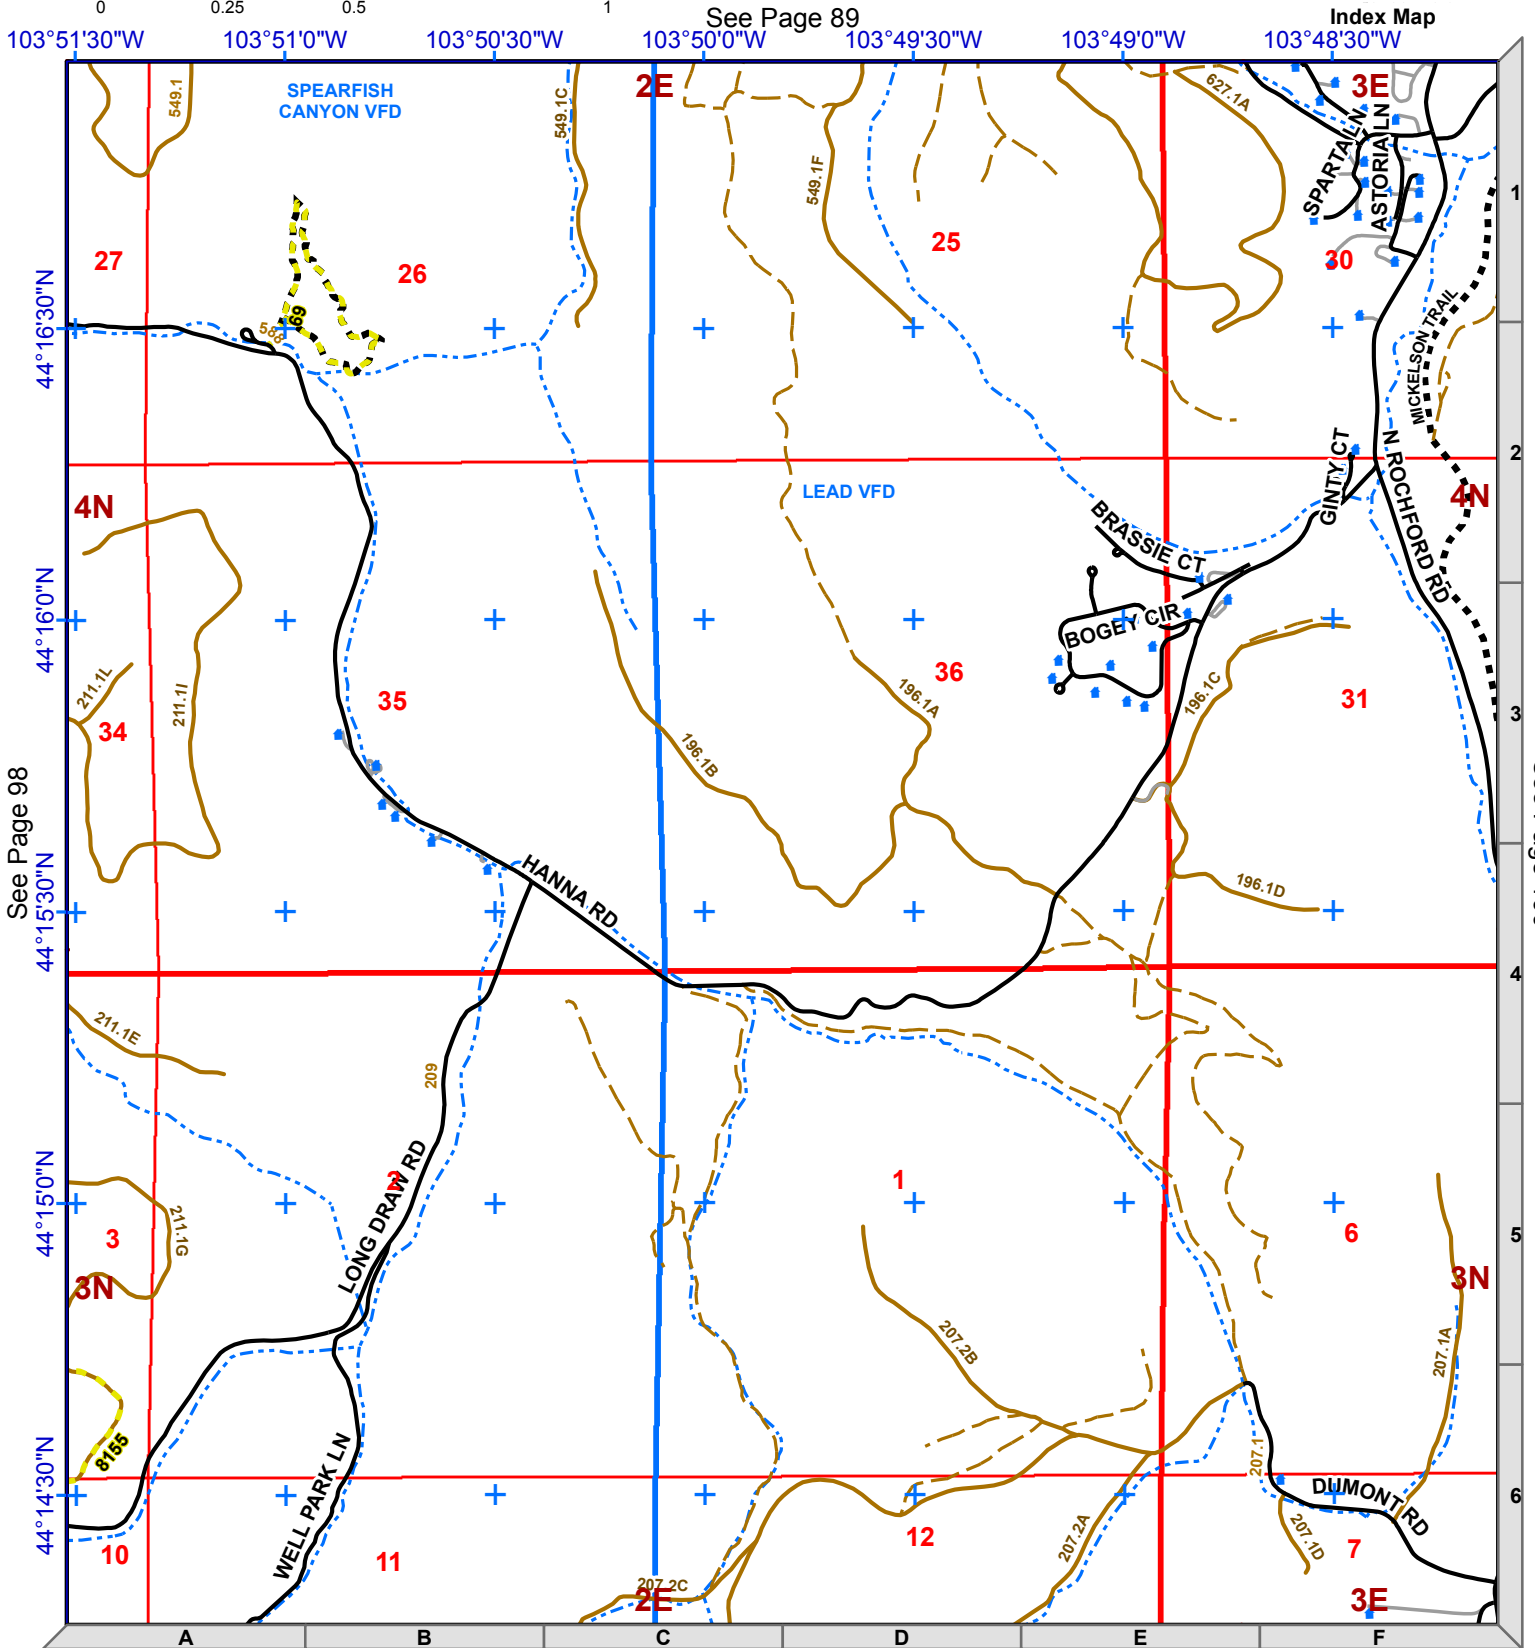 0 0.25 0.5 1
See Page 89
Index Map
103°51'30"W 103°51'0"W 103°50'30"W 103°50'0"W 103°49'30"W 103°49'0"W 103°48'30"W
549.1
SPEARFISH
CANYON VFD
549.1C
2E
549.1F
627.1A
3E
SPARTA LN
ASTORIA LN
1
27
26
25
30
44°16'30"N
588
69
MICKELSON TRAIL
2
4N
LEAD VFD
GINTY CT
N ROCHFORD RD
4N
BRASSIE CT
44°16'0"N
BOGEY CIR
211.1L
211.1I
34
35
36
196.1A
196.1B
196.1C
31
3
See Page 98
HANNA RD
196.1D
44°15'30"N
4
211.1E
209
LONG DRAW RD
2
1
44°15'0"N
3
211.1G
6
5
3N
3N
207.2B
207.1A
8155
WELL PARK LN
207.1
DUMONT RD
44°14'30"N
6
10
11
12
207.2A
207.1D
7
207.2C
2E
3E
A B C D E F